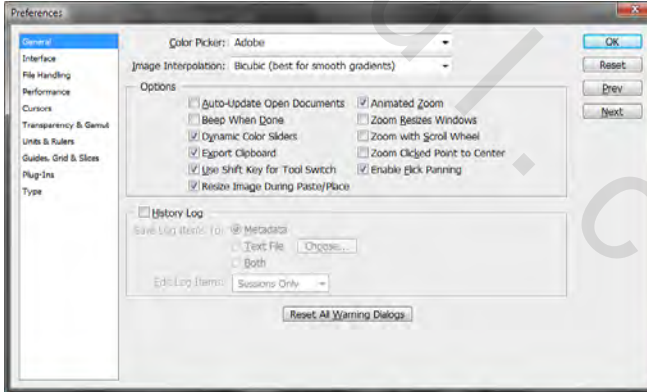 Preferences
General
Interface
File Handling
Performance
Cursors
Transparency & Gamut
Units & Rulers
Guides, Grid & Slices
Plug-Ins
Type
Color Picker: Adobe
Image Interpolation: Bicubic (best for smooth gradients)
Options
Auto-Update Open Documents
Beep When Done
Dynamic Color Sliders
Export Clipboard
Use Shift Key for Tool Switch
Resize Image During Paste/Place
Animated Zoom
Zoom Resizes Windows
Zoom with Scroll Wheel
Zoom Clicked Point to Center
Enable Flick Panning
History Log
Save Log Items To: Metadata
Text File Choose...
Both
Edit Log Items: Sessions Only
Reset All Warning Dialogs
OK
Reset
Prev
Next